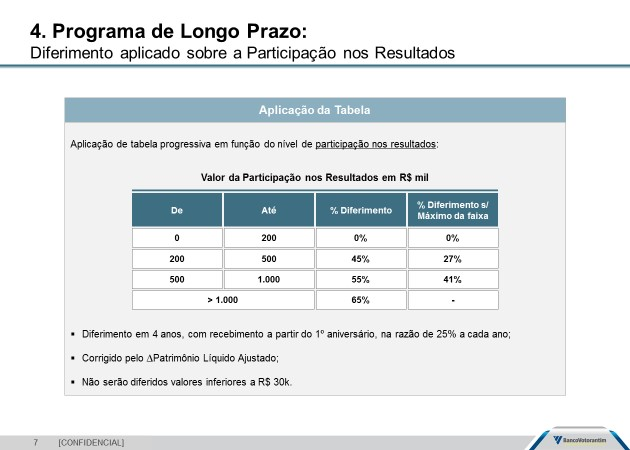 4. Programa de Longo Prazo:
Diferimento aplicado sobre a Participação nos Resultados
Aplicação da Tabela
Aplicação de tabela progressiva em função do nível de participação nos resultados:
Valor da Participação nos Resultados em R$ mil
De Até % Diferimento % Diferimento s/ Máximo da faixa
0 200 0% 0%
200 500 45% 27%
500 1.000 55% 41%
> 1.000 65% -
▪ Diferimento em 4 anos, com recebimento a partir do 1º aniversário, na razão de 25% a cada ano;
▪ Corrigido pelo ∆Patrimônio Líquido Ajustado;
▪ Não serão diferidos valores inferiores a R$ 30k.
7 [CONFIDENCIAL]
BancoVotorantim